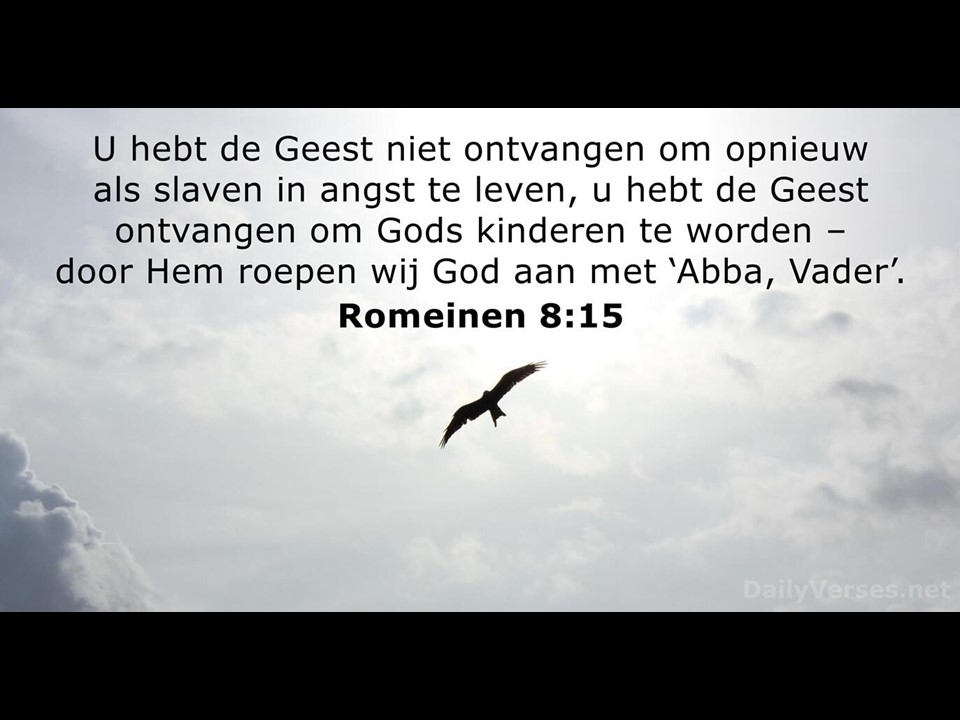 U hebt de Geest niet ontvangen om opnieuw
als slaven in angst te leven, u hebt de Geest
ontvangen om Gods kinderen te worden –
door Hem roepen wij God aan met ‘Abba, Vader’.
Romeinen 8:15
DailyVerses.net